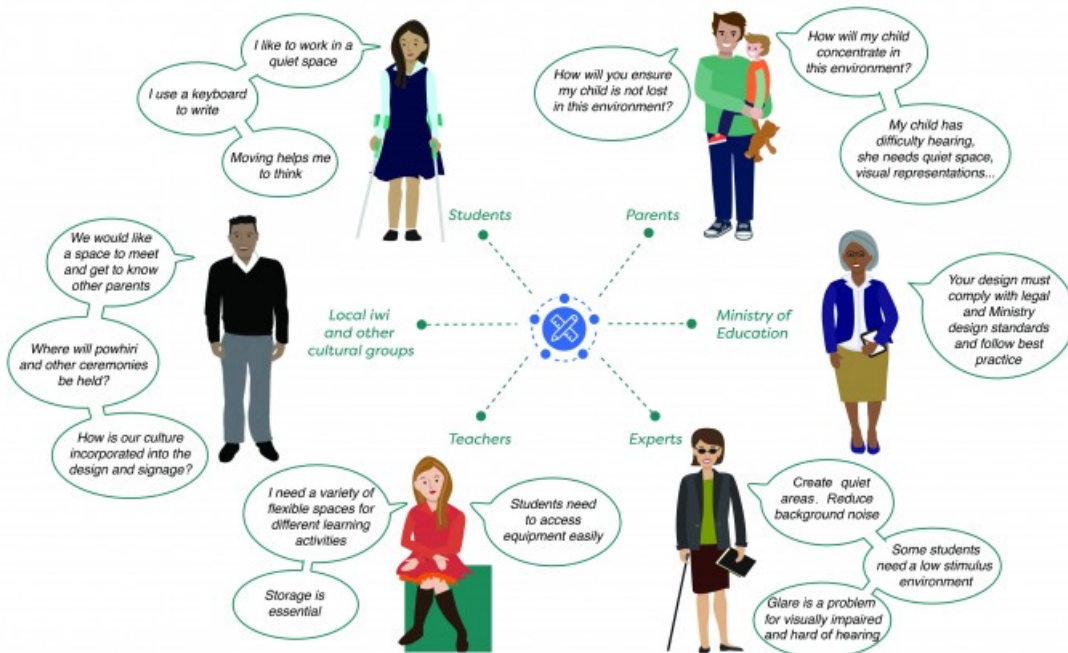 I like to work in a
quiet space
I use a keyboard
to write
Moving helps me
to think
Students
How will you ensure
my child is not lost
in this environment?
How will my child
concentrate in
this environment?
My child has
difficulty hearing,
she needs quiet space,
visual representations...
Parents
We would like
a space to meet
and get to know
other parents
Where will powhiri
and other ceremonies
be held?
How is our culture
incorporated into the
design and signage?
Local iwi
and other
cultural groups
Ministry of
Education
Your design must
comply with legal
and Ministry
design standards
and follow best
practice
Teachers
I need a variety of
flexible spaces for
different learning
activities
Storage is
essential
Students need
to access
equipment easily
Experts
Create quiet
areas. Reduce
background noise
Some students
need a low stimulus
environment
Glare is a problem
for visually impaired
and hard of hearing